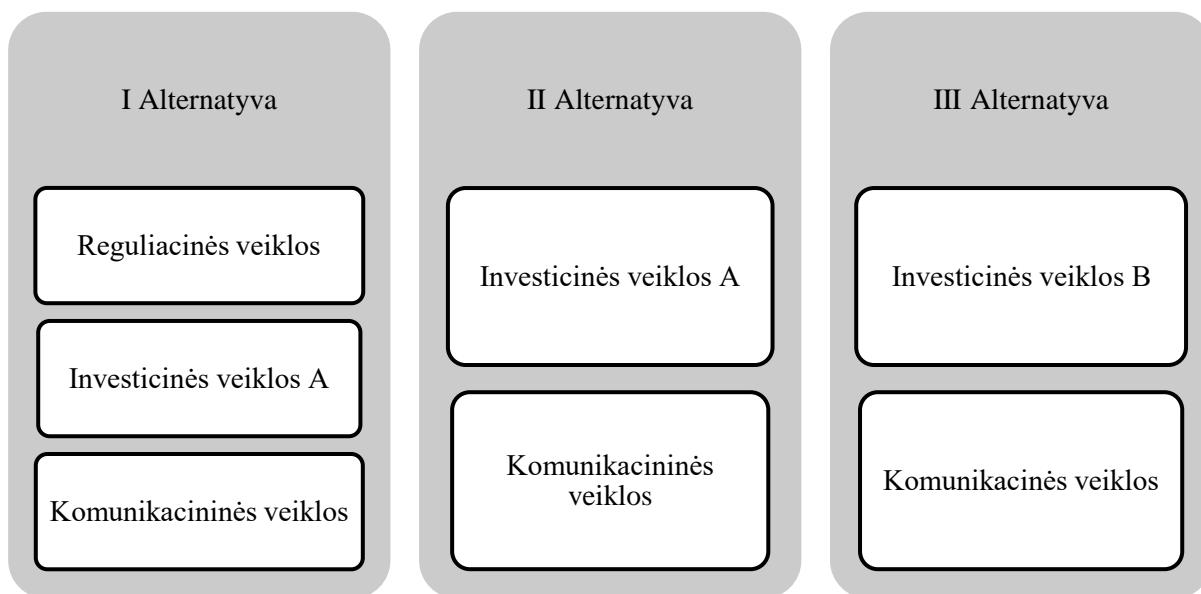 I Alternatyva
Reguliacinės veiklos
Investicinės veiklos A
Komunikacininės veiklos
II Alternatyva
Investicinės veiklos A
Komunikacininės
veiklos
III Alternatyva
Investicinės veiklos B
Komunikacinės veiklos